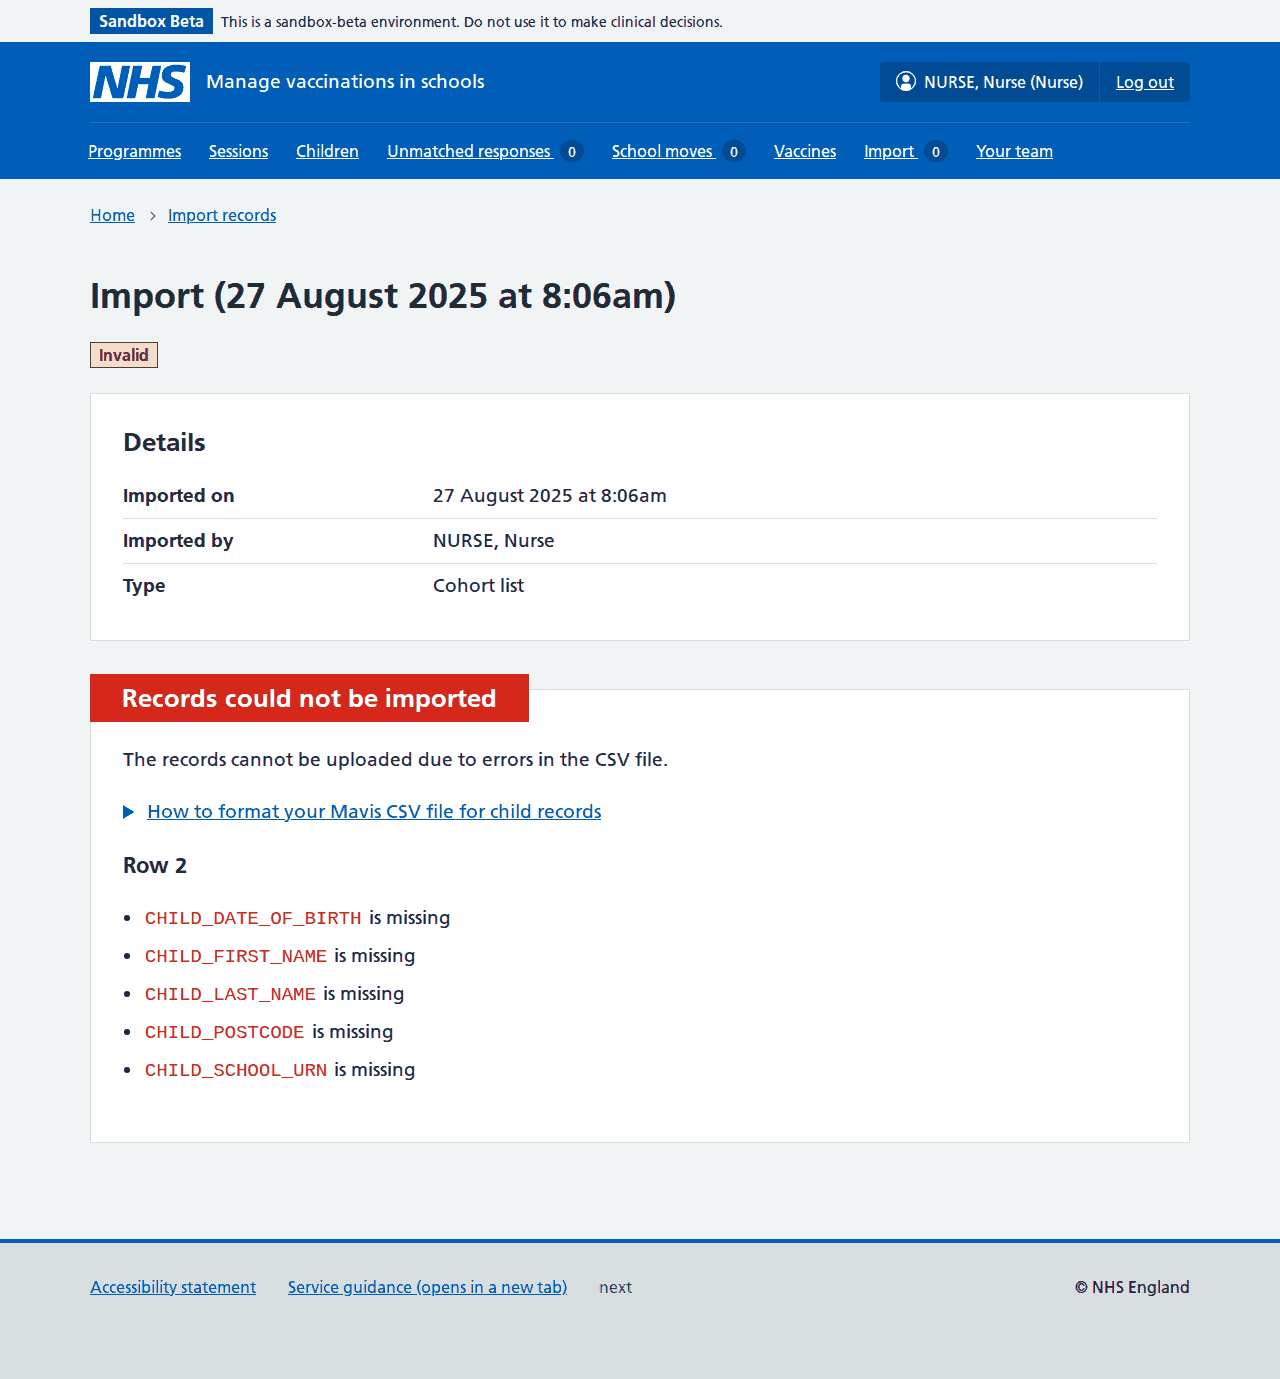 Sandbox Beta This is a sandbox-beta environment. Do not use it to make clinical decisions.
NHS Manage vaccinations in schools NURSE, Nurse (Nurse) Log out
Programmes Sessions Children Unmatched responses 0 School moves 0 Vaccines Import 0 Your team
Home > Import records
Import (27 August 2025 at 8:06am)
Invalid
Details
Imported on 27 August 2025 at 8:06am
Imported by NURSE, Nurse
Type Cohort list
Records could not be imported
The records cannot be uploaded due to errors in the CSV file.
How to format your Mavis CSV file for child records
Row 2
• CHILD_DATE_OF_BIRTH is missing
• CHILD_FIRST_NAME is missing
• CHILD_LAST_NAME is missing
• CHILD_POSTCODE is missing
• CHILD_SCHOOL_URN is missing
Accessibility statement Service guidance (opens in a new tab) next © NHS England